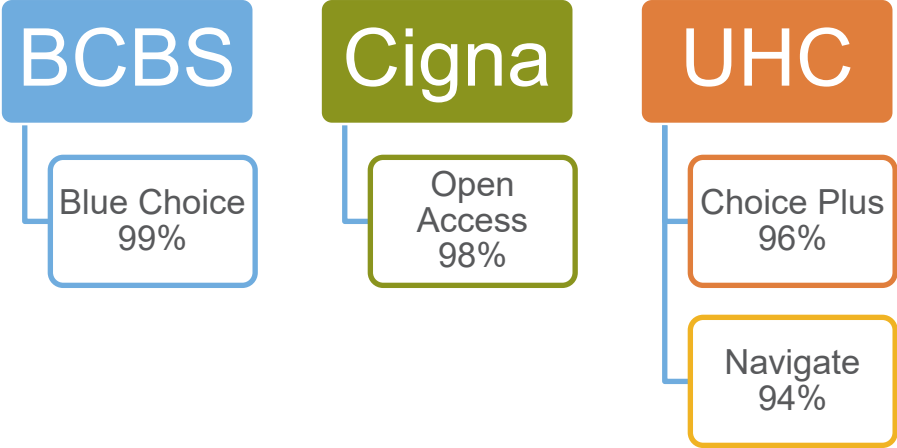 BCBS
Blue Choice
99%
Cigna
Open
Access
98%
UHC
Choice Plus
96%
Navigate
94%